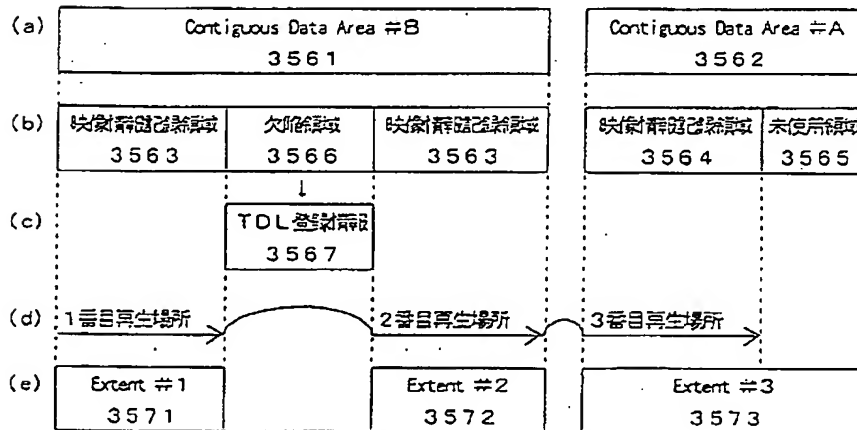 (a) Contiguous Data Area #B Contiguous Data Area #A
3561 3562
(b) 映像情報記録領域 欠陥領域 映像情報記録領域 映像情報記録領域 未使用領域
3563 3566 3563 3564 3565
↓
(c) TDL登録情報
3567
(d) 1番目再生場所 2番目再生場所 3番目再生場所
(e) Extent #1 Extent #2 Extent #3
3571 3572 3573